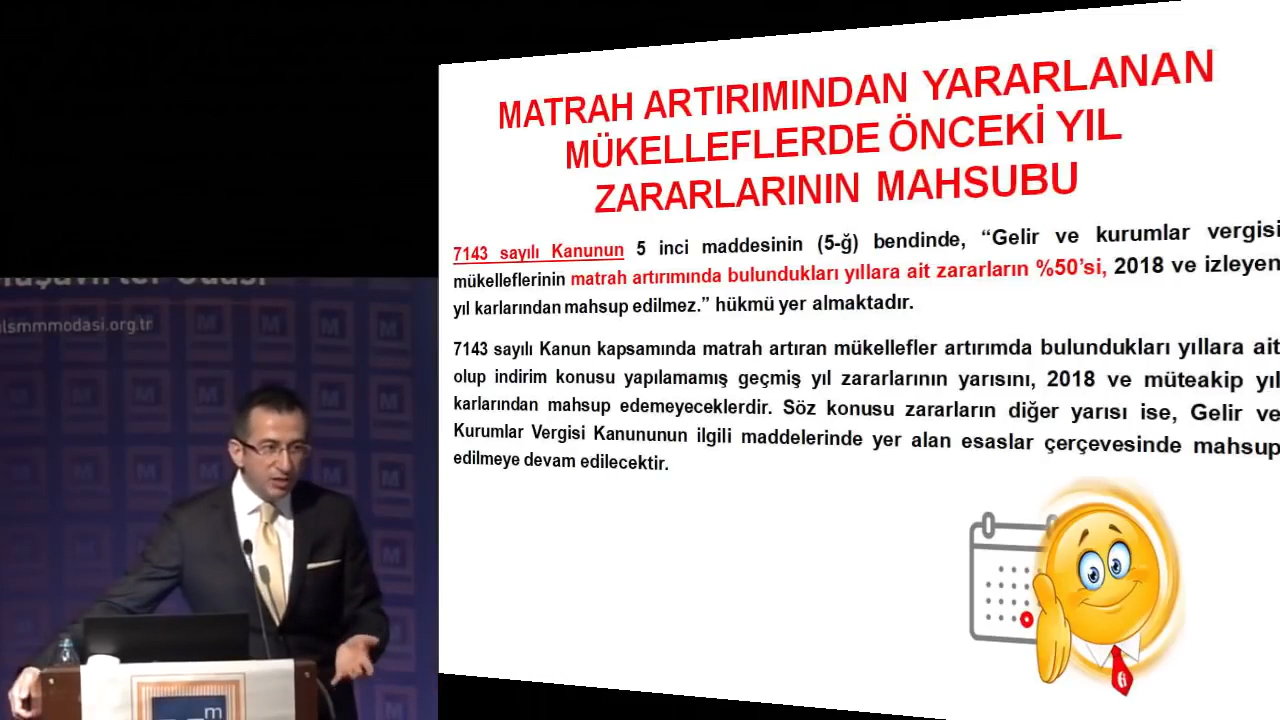 MATRAH ARTIRIMINDAN YARARLANAN
MÜKELLEFLERDE ÖNCEKİ YIL
ZARARLARININ MAHSUBU
7143 sayılı Kanunun 5 inci maddesinin (5-ğ) bendinde, “Gelir ve kurumlar vergisi
mükelleflerinin matrah artırımında bulundukları yıllara ait zararların %50’si, 2018 ve izleyen
yıl karlarından mahsup edilmez.” hükmü yer almaktadır.
7143 sayılı Kanun kapsamında matrah artıran mükellefler artırımda bulundukları yıllara ait
olup indirim konusu yapılamamış geçmiş yıl zararlarının yarısını, 2018 ve müteakip yıl
karlarından mahsup edemeyeceklerdir. Söz konusu zararların diğer yarısı ise, Gelir ve
Kurumlar Vergisi Kanununun ilgili maddelerinde yer alan esaslar çerçevesinde mahsup
edilmeye devam edilecektir.
Odası
lsmmmodasi.org.tr
m